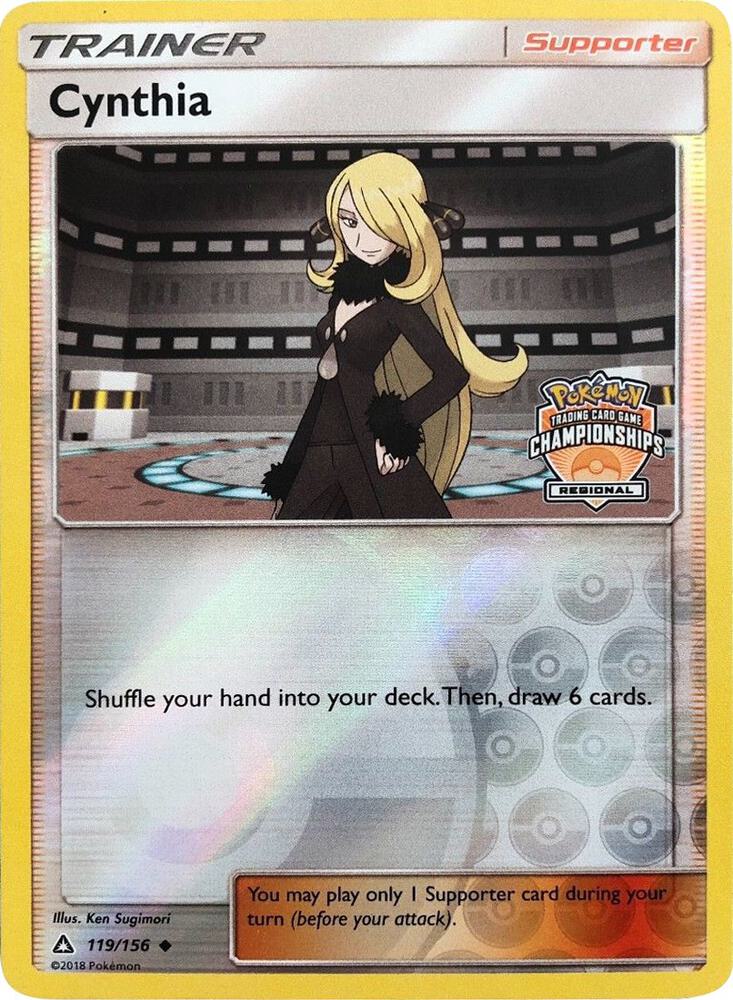 TRAINER
Supporter
Cynthia
Pokémon
TRADING CARD GAME
CHAMPIONSHIPS
REGIONAL
Shuffle your hand into your deck. Then, draw 6 cards.
You may play only 1 Supporter card during your
turn (before your attack).
Illus. Ken Sugimori
119/156
©2018 Pokémon